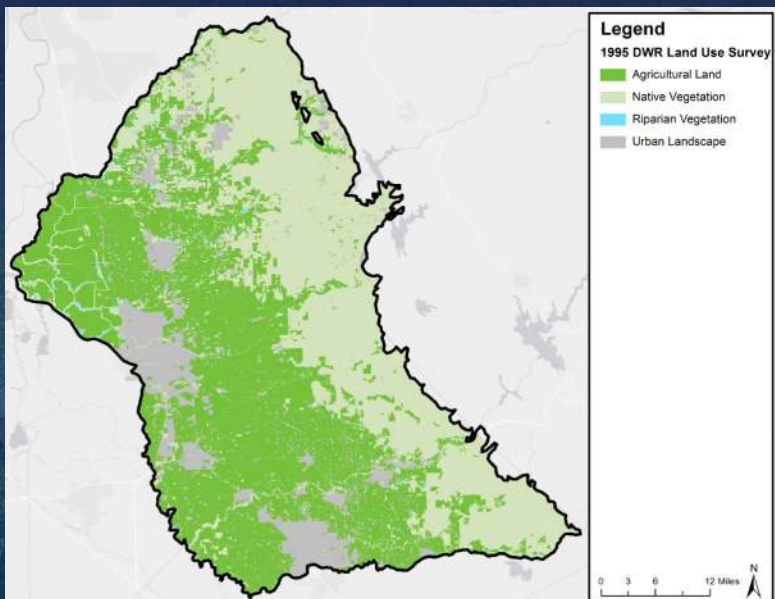 Legend
1995 DWR Land Use Survey
Agricultural Land
Native Vegetation
Riparian Vegetation
Urban Landscape
N
0 3 6 12 Miles